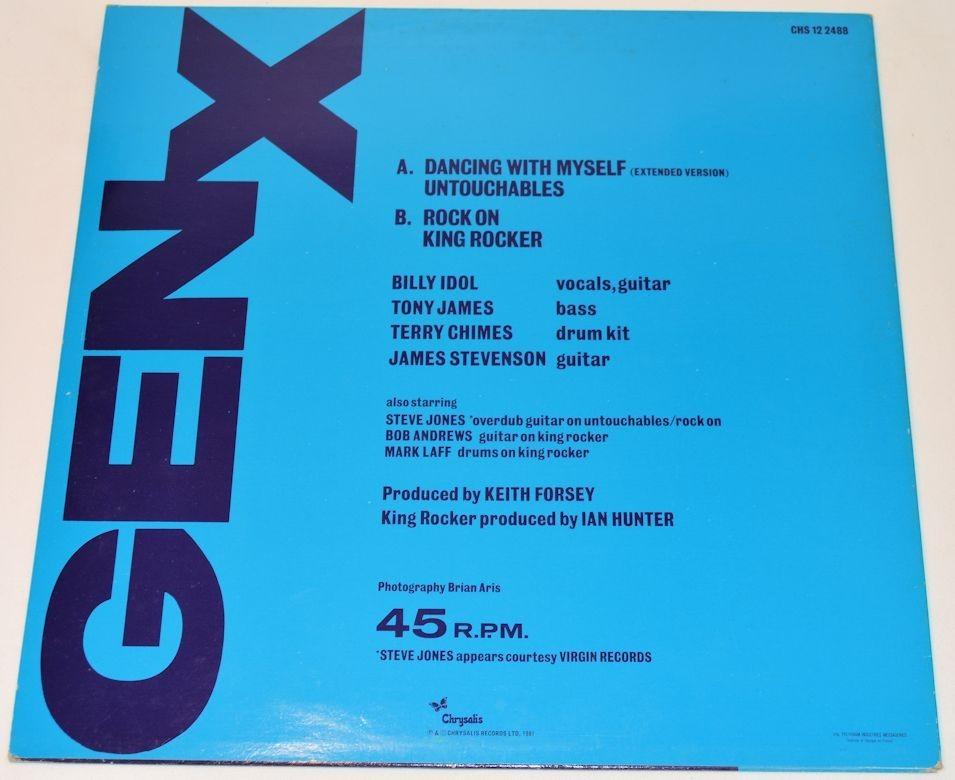 GEN X
CHS 12 2488
A. DANCING WITH MYSELF (EXTENDED VERSION)
UNTOUCHABLES
B. ROCK ON
KING ROCKER
BILLY IDOL vocals, guitar
TONY JAMES bass
TERRY CHIMES drum kit
JAMES STEVENSON guitar
also starring
STEVE JONES *overdub guitar on untouchables/rock on
BOB ANDREWS guitar on king rocker
MARK LAFF drums on king rocker
Produced by KEITH FORSEY
King Rocker produced by IAN HUNTER
Photography Brian Aris
45 R.P.M.
*STEVE JONES appears courtesy VIRGIN RECORDS
Chrysalis
℗ & © CHRYSALIS RECORDS LTD. 1981